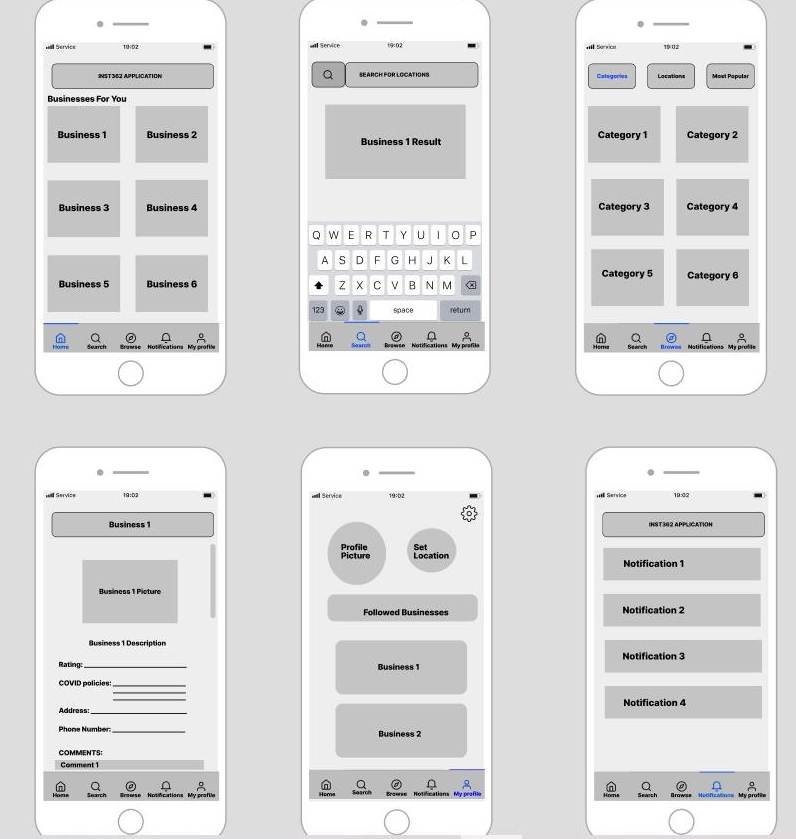 Service 19:02
INST362 APPLICATION
Businesses For You
Business 1 Business 2
Business 3 Business 4
Business 5 Business 6
Home Search Browse Notifications My profile
Service 19:02
SEARCH FOR LOCATIONS
Business 1 Result
Q W E R T Y U I O P
A S D F G H J K L
Z X C V B N M
123 space return
Home Search Browse Notifications My profile
Service 19:02
Categories Locations Most Popular
Category 1 Category 2
Category 3 Category 4
Category 5 Category 6
Home Search Browse Notifications My profile
Service 19:02
Business 1
Business 1 Picture
Business 1 Description
Rating:
COVID policies:
Address:
Phone Number:
COMMENTS:
Comment 1
Home Search Browse Notifications My profile
Service 19:02
Profile Set
Picture Location
Followed Businesses
Business 1
Business 2
Home Search Browse Notifications My profile
Service 19:02
INST362 APPLICATION
Notification 1
Notification 2
Notification 3
Notification 4
Home Search Browse Notifications My profile